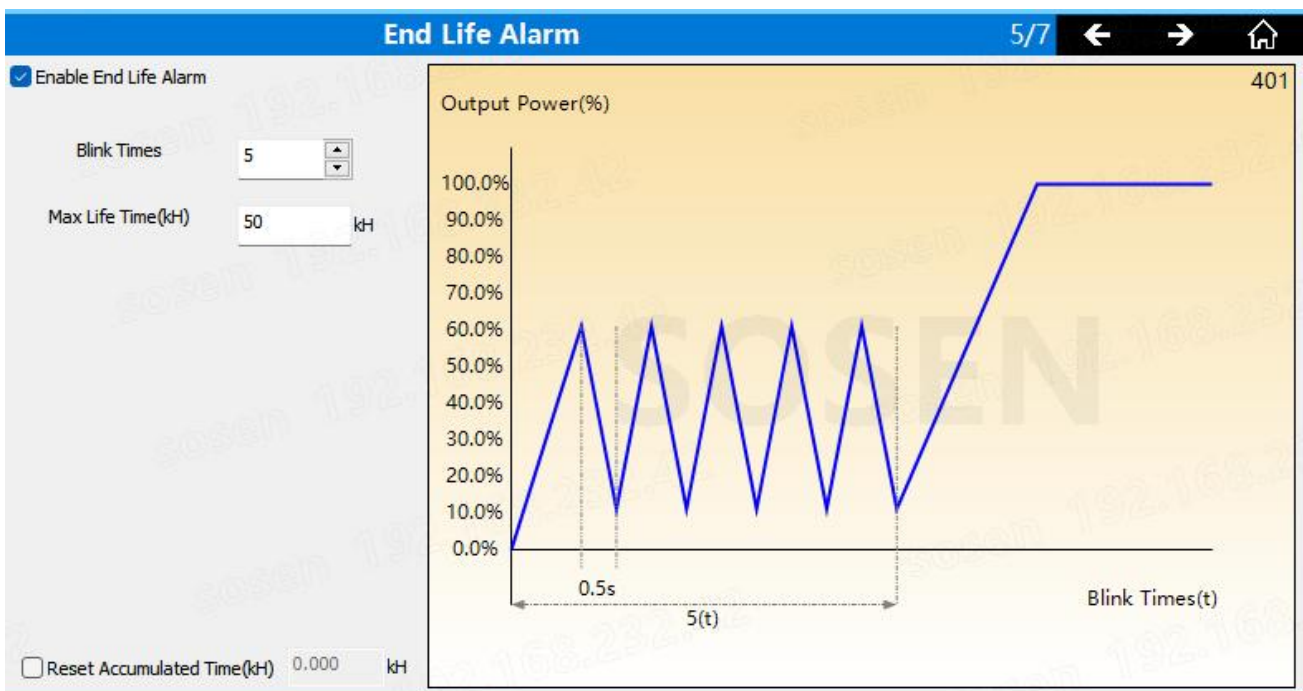 End Life Alarm 5/7
Enable End Life Alarm
Blink Times 5
Max Life Time(kH) 50 kH
Reset Accumulated Time(kH) 0.000 kH
401
Output Power(%)
100.0%
90.0%
80.0%
70.0%
60.0%
50.0%
40.0%
30.0%
20.0%
10.0%
0.0%
0.5s
5(t)
Blink Times(t)
SOSEN